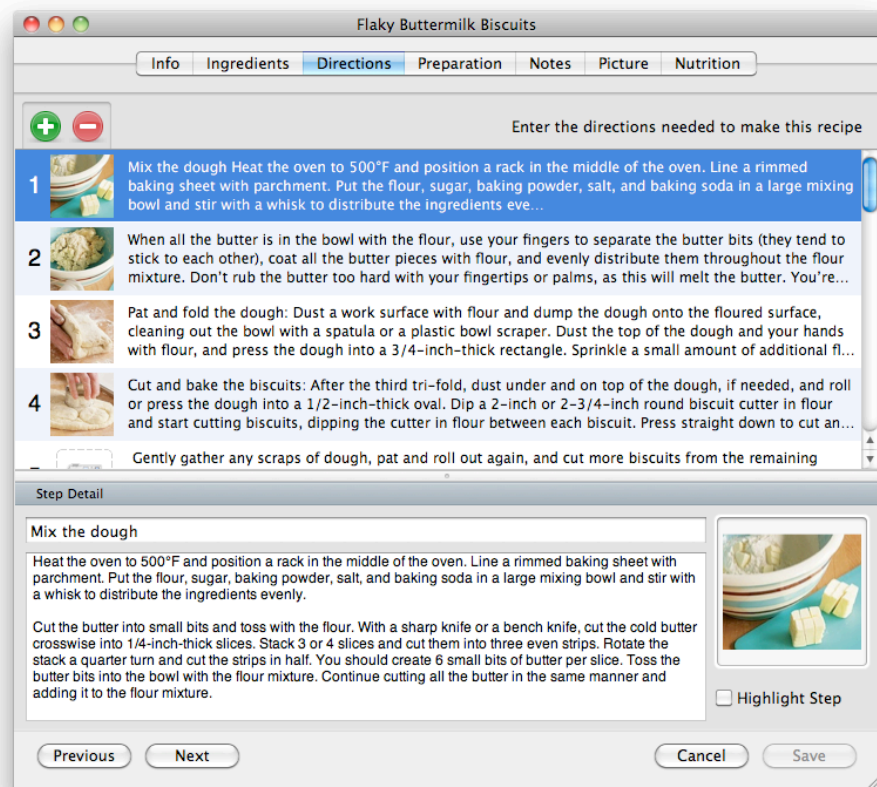 Flaky Buttermilk Biscuits
Info Ingredients Directions Preparation Notes Picture Nutrition
Enter the directions needed to make this recipe
1
Mix the dough Heat the oven to 500°F and position a rack in the middle of the oven. Line a rimmed
baking sheet with parchment. Put the flour, sugar, baking powder, salt, and baking soda in a large mixing
bowl and stir with a whisk to distribute the ingredients eve...
2
When all the butter is in the bowl with the flour, use your fingers to separate the butter bits (they tend to
stick to each other), coat all the butter pieces with flour, and evenly distribute them throughout the flour
mixture. Don't rub the butter too hard with your fingertips or palms, as this will melt the butter. You're...
3
Pat and fold the dough: Dust a work surface with flour and dump the dough onto the floured surface,
cleaning out the bowl with a spatula or a plastic bowl scraper. Dust the top of the dough and your hands
with flour, and press the dough into a 3/4-inch-thick rectangle. Sprinkle a small amount of additional fl...
4
Cut and bake the biscuits: After the third tri-fold, dust under and on top of the dough, if needed, and roll
or press the dough into a 1/2-inch-thick oval. Dip a 2-inch or 2-3/4-inch round biscuit cutter in flour
and start cutting biscuits, dipping the cutter in flour between each biscuit. Press straight down to cut an...
Gently gather any scraps of dough, pat and roll out again, and cut more biscuits from the remaining
Step Detail
Mix the dough
Heat the oven to 500°F and position a rack in the middle of the oven. Line a rimmed baking sheet with
parchment. Put the flour, sugar, baking powder, salt, and baking soda in a large mixing bowl and stir with
a whisk to distribute the ingredients evenly.
Cut the butter into small bits and toss with the flour. With a sharp knife or a bench knife, cut the cold butter
crosswise into 1/4-inch-thick slices. Stack 3 or 4 slices and cut them into three even strips. Rotate the
stack a quarter turn and cut the strips in half. You should create 6 small bits of butter per slice. Toss the
butter bits into the bowl with the flour mixture. Continue cutting all the butter in the same manner and
adding it to the flour mixture.
Highlight Step
Previous Next Cancel Save